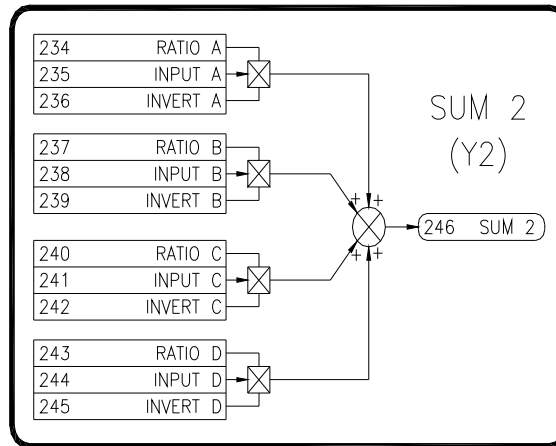 234 RATIO A
235 INPUT A
236 INVERT A
237 RATIO B
238 INPUT B
239 INVERT B
240 RATIO C
241 INPUT C
242 INVERT C
243 RATIO D
244 INPUT D
245 INVERT D
+ +
+ +
SUM 2
(Y2)
246 SUM 2